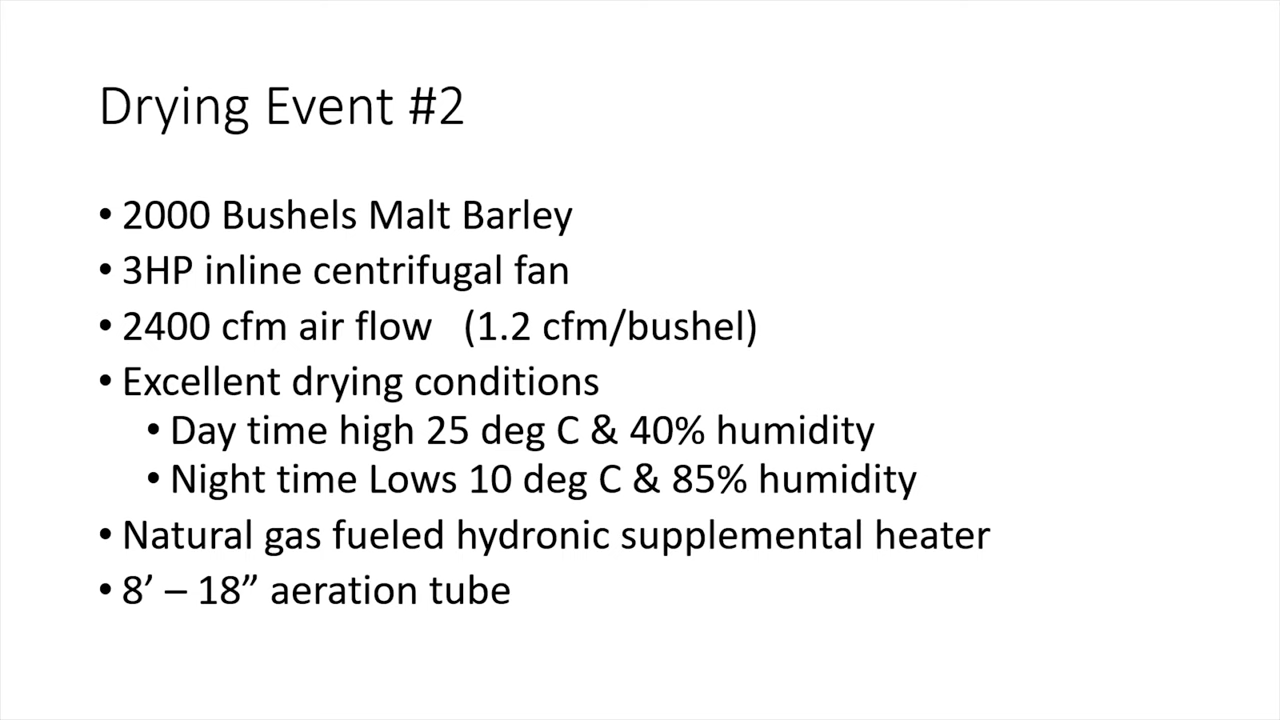 Drying Event #2
• 2000 Bushels Malt Barley
• 3HP inline centrifugal fan
• 2400 cfm air flow   (1.2 cfm/bushel)
• Excellent drying conditions
• Day time high 25 deg C & 40% humidity
• Night time Lows 10 deg C & 85% humidity
• Natural gas fueled hydronic supplemental heater
• 8’ – 18” aeration tube